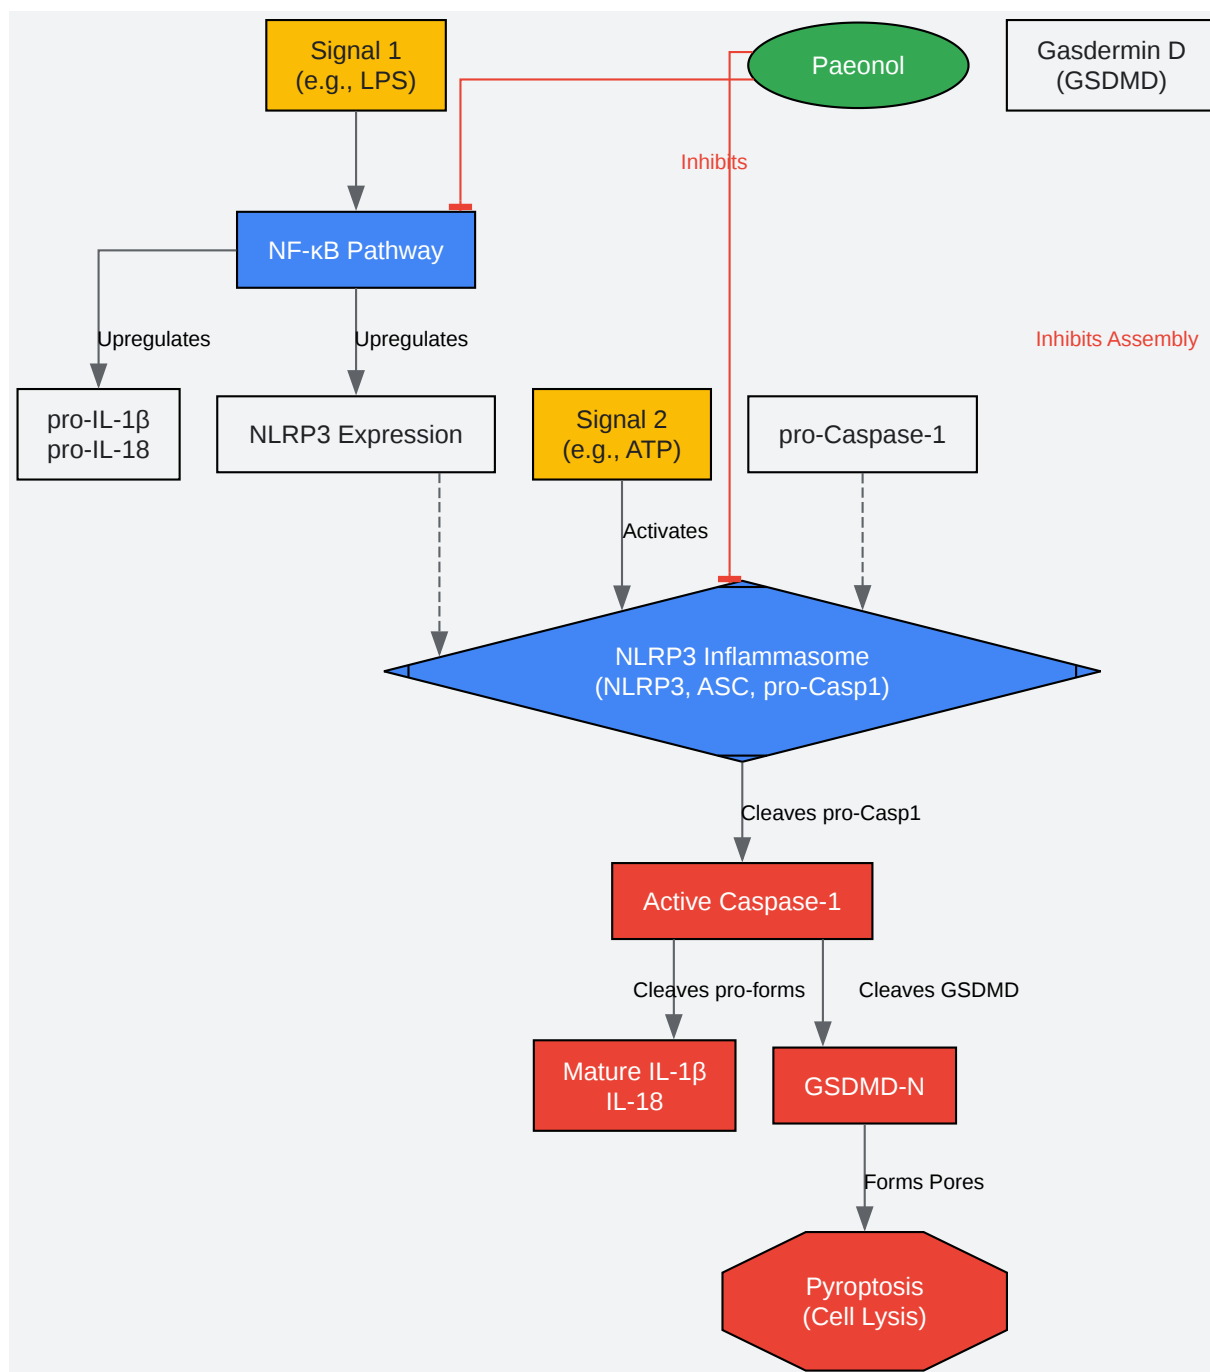 Signal 1
(e.g., LPS)
Paeonol
Gasdermin D
(GSDMD)
Inhibits
NF-κB Pathway
Upregulates
Upregulates
Inhibits Assembly
pro-IL-1β
pro-IL-18
NLRP3 Expression
Signal 2
(e.g., ATP)
pro-Caspase-1
Activates
NLRP3 Inflammasome
(NLRP3, ASC, pro-Casp1)
Cleaves pro-Casp1
Active Caspase-1
Cleaves pro-forms
Cleaves GSDMD
Mature IL-1β
IL-18
GSDMD-N
Forms Pores
Pyroptosis
(Cell Lysis)